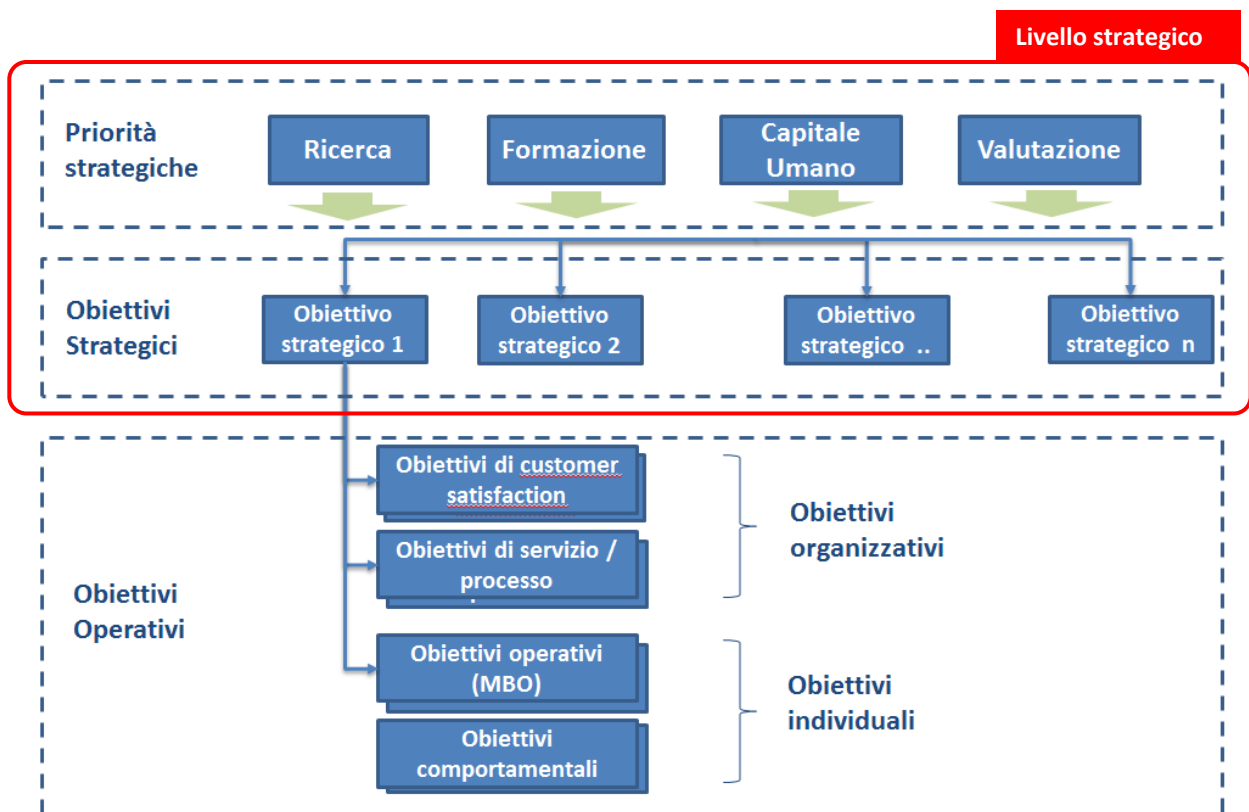 Livello strategico
Priorità
strategiche
Ricerca
Formazione
Capitale
Umano
Valutazione
Obiettivi
Strategici
Obiettivo
strategico 1
Obiettivo
strategico 2
Obiettivo
strategico ..
Obiettivo
strategico n
Obiettivi
Operativi
Obiettivi di customer
satisfaction
Obiettivi di servizio /
processo
Obiettivi
organizzativi
Obiettivi operativi
(MBO)
Obiettivi
comportamentali
Obiettivi
individuali